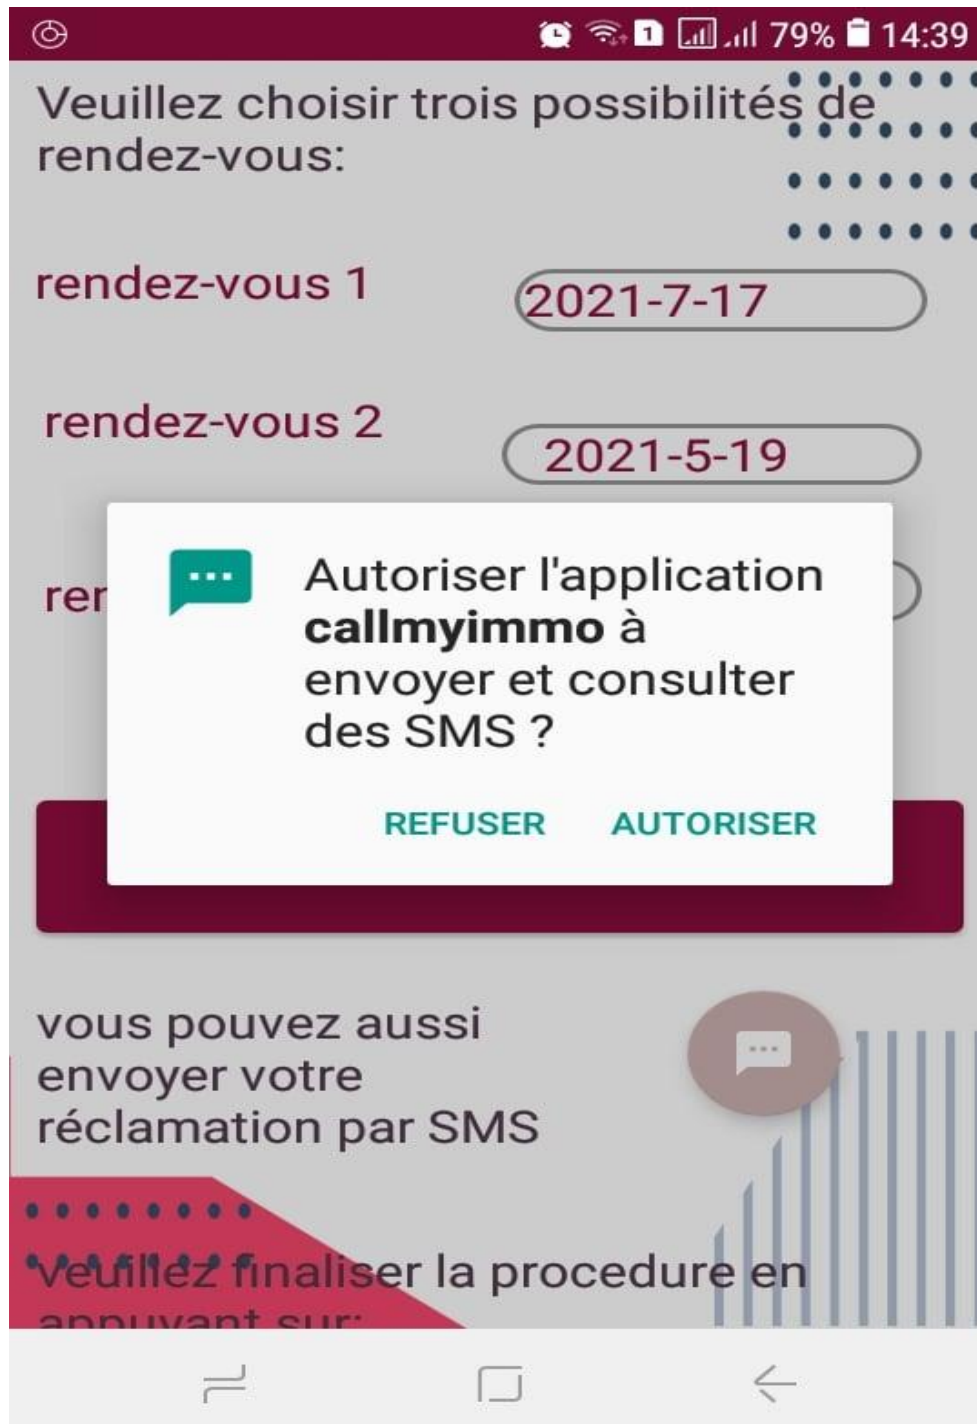 79% 14:39
Veuillez choisir trois possibilités de
rendez-vous:
rendez-vous 1
2021-7-17
rendez-vous 2
2021-5-19
Autoriser l'application
callmyimmo à
envoyer et consulter
des SMS ?
REFUSER AUTORISER
vous pouvez aussi
envoyer votre
réclamation par SMS
veuillez finaliser la procedure en
appuyant sur: